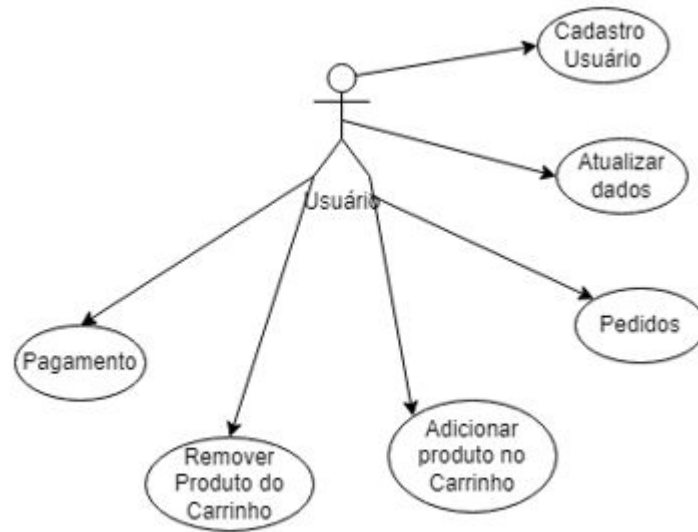 Cadastro
Usuário
Atualizar
dados
Usuário
Pedidos
Pagamento
Adicionar
produto no
Carrinho
Remover
Produto do
Carrinho